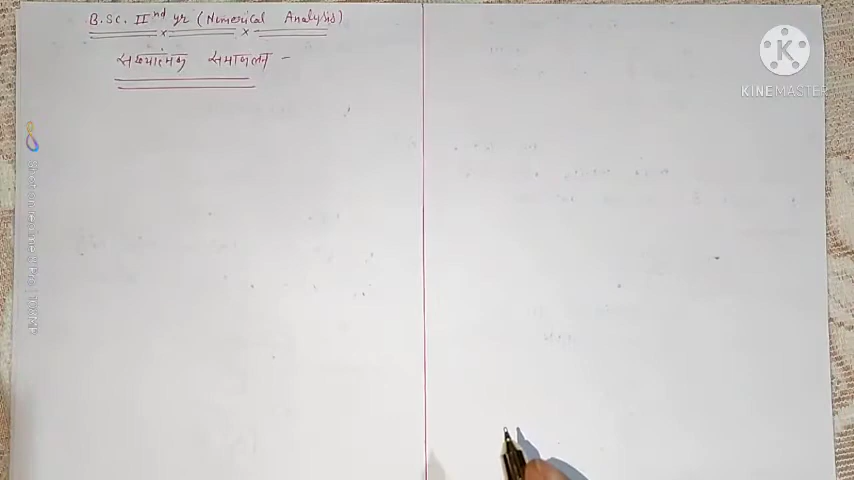 B.Sc. IInd yr (Numerical Analysis)
संख्यात्मक समाकलन -
KINEMASTER